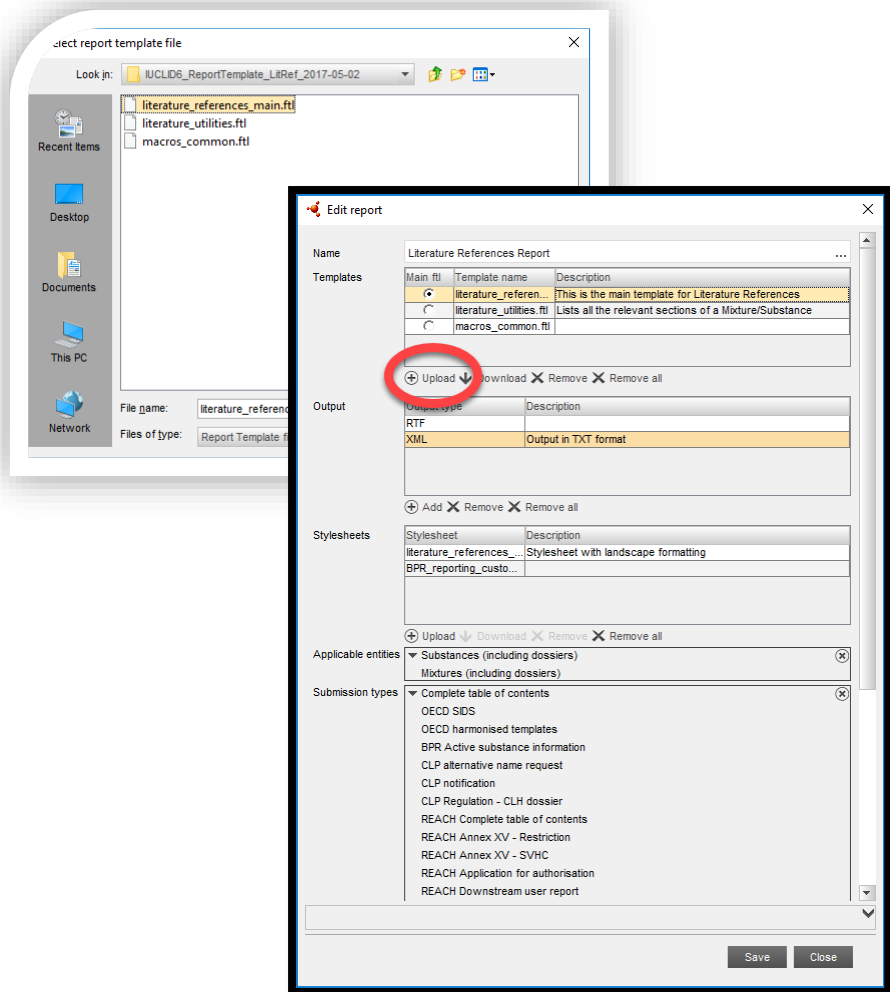 elect report template file
Look in: IUCLID6_ReportTemplate_LitRef_2017-05-02
literature_references_main.ftl
literature_utilities.ftl
macros_common.ftl
Recent Items
Desktop
Documents
This PC
Network
File name: literature_referenc
Files of type: Report Template fi
Edit report
Name Literature References Report ...
Templates Main ftl Template name Description
literature_referen... This is the main template for Literature References
literature_utilities.ftl Lists all the relevant sections of a Mixture/Substance
macros_common.ftl
Upload Download Remove Remove all
Output Output type Description
RTF
XML Output in TXT format
Add Remove Remove all
Stylesheets Stylesheet Description
literature_references_... Stylesheet with landscape formatting
BPR_reporting_custo...
Upload Download Remove Remove all
Applicable entities Substances (including dossiers)
Mixtures (including dossiers)
Submission types Complete table of contents
OECD SIDS
OECD harmonised templates
BPR Active substance information
CLP alternative name request
CLP notification
CLP Regulation - CLH dossier
REACH Complete table of contents
REACH Annex XV - Restriction
REACH Annex XV - SVHC
REACH Application for authorisation
REACH Downstream user report
Save Close